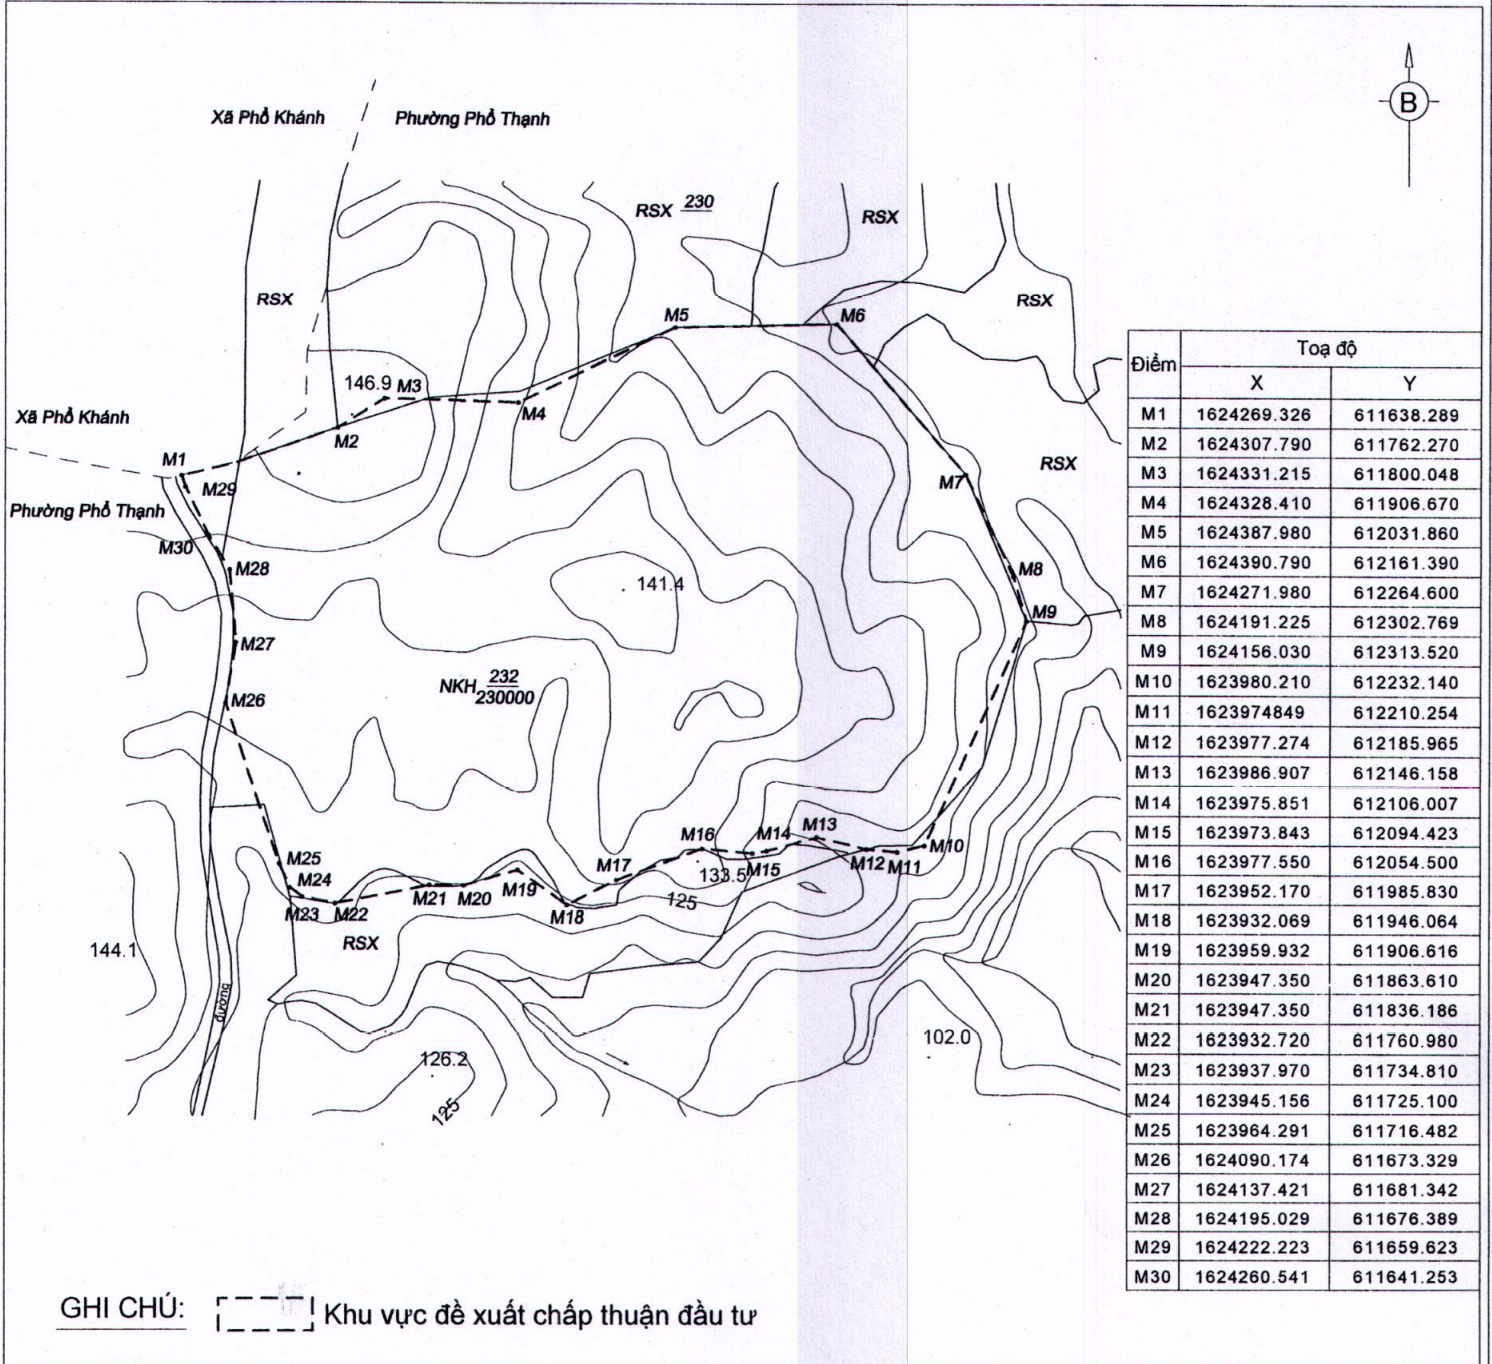 B
Xã Phổ Khánh
Phường Phổ Thạnh
RSX 230
RSX
RSX
RSX
M5
M6
146.9 M3
M4
Xã Phổ Khánh
M2
M1
M29
RSX
M7
Phường Phổ Thạnh
M30
M28
M8
141.4
M9
M27
NKH 232
230000
M26
M16
M14
M13
M10
M12
M11
M25
M17
133.5
M15
M24
M19
M21
M20
125
M23
M22
M18
RSX
144.1
đường
102.0
126.2
125
Điểm
Toạ độ
X Y
M1 1624269.326 611638.289
M2 1624307.790 611762.270
M3 1624331.215 611800.048
M4 1624328.410 611906.670
M5 1624387.980 612031.860
M6 1624390.790 612161.390
M7 1624271.980 612264.600
M8 1624191.225 612302.769
M9 1624156.030 612313.520
M10 1623980.210 612232.140
M11 1623974849 612210.254
M12 1623977.274 612185.965
M13 1623986.907 612146.158
M14 1623975.851 612106.007
M15 1623973.843 612094.423
M16 1623977.550 612054.500
M17 1623952.170 611985.830
M18 1623932.069 611946.064
M19 1623959.932 611906.616
M20 1623947.350 611863.610
M21 1623947.350 611836.186
M22 1623932.720 611760.980
M23 1623937.970 611734.810
M24 1623945.156 611725.100
M25 1623964.291 611716.482
M26 1624090.174 611673.329
M27 1624137.421 611681.342
M28 1624195.029 611676.389
M29 1624222.223 611659.623
M30 1624260.541 611641.253
GHI CHÚ: Khu vực đề xuất chấp thuận đầu tư